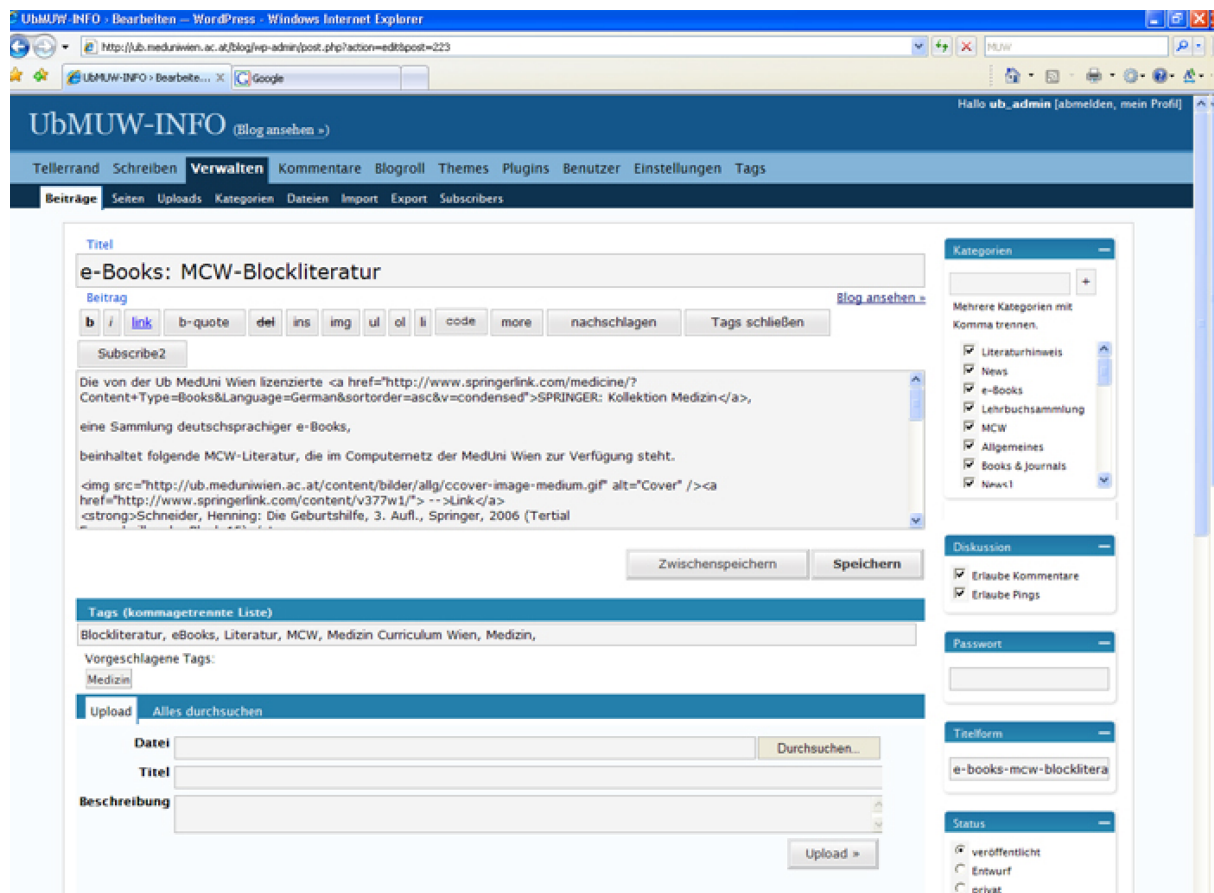 UbMUW-INFO › Bearbeiten — WordPress - Windows Internet Explorer
http://ub.meduniwien.ac.at/blog/wp-admin/post.php?action=edit&post=223
MUW
UbMUW-INFO › Bearbeite... X Google
Hallo ub_admin [abmelden, mein Profil]
UbMUW-INFO (Blog ansehen »)
Tellerrand Schreiben Verwalten Kommentare Blogroll Themes Plugins Benutzer Einstellungen Tags
Beiträge Seiten Uploads Kategorien Dateien Import Export Subscribers
Titel
e-Books: MCW-Blockliteratur
Beitrag
Blog ansehen »
b i link b-quote del ins img ul ol li code more nachschlagen Tags schließen
Subscribe2
Die von der Ub MedUni Wien lizenzierte <a href="http://www.springerlink.com/medicine/?
Content+Type=Books&Language=German&sortorder=asc&v=condensed">SPRINGER: Kollektion Medizin</a>,
eine Sammlung deutschsprachiger e-Books,
beinhaltet folgende MCW-Literatur, die im Computernetz der MedUni Wien zur Verfügung steht.
<img src="http://ub.meduniwien.ac.at/content/bilder/allg/ccover-image-medium.gif" alt="Cover" /><a
href="http://www.springerlink.com/content/v377w1/"> -->Link</a>
<strong>Schneider, Henning: Die Geburtshilfe, 3. Aufl., Springer, 2006 (Tertial
Zwischenspeichern Speichern
Tags (kommagetrennte Liste)
Blockliteratur, eBooks, Literatur, MCW, Medizin Curriculum Wien, Medizin,
Vorgeschlagene Tags:
Medizin
Upload Alles durchsuchen
Datei
Durchsuchen...
Titel
Beschreibung
Upload »
Kategorien
+
Mehrere Kategorien mit
Komma trennen.
Literaturhinweis
News
e-Books
Lehrbuchsammlung
MCW
Allgemeines
Books & Journals
News1
Diskussion
Erlaube Kommentare
Erlaube Pings
Passwort
Titelform
e-books-mcw-blocklitera
Status
veröffentlicht
Entwurf
privat